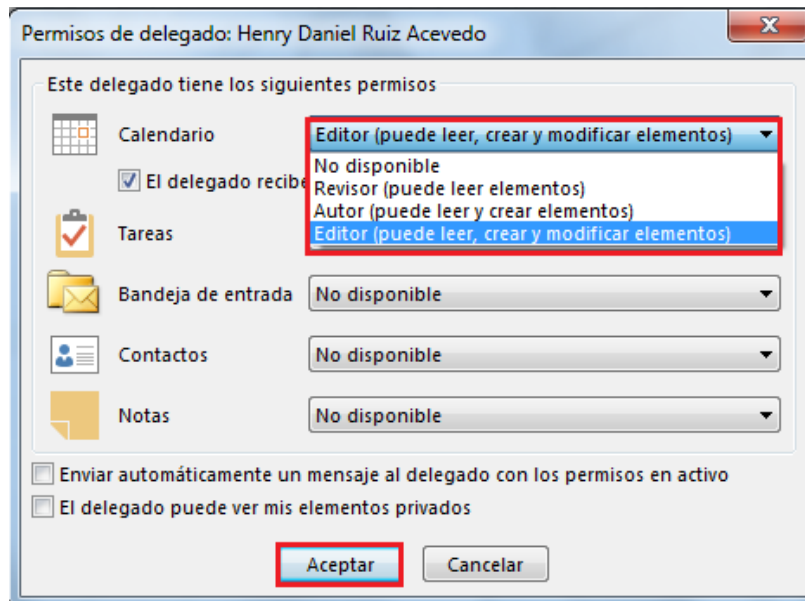 Permisos de delegado: Henry Daniel Ruiz Acevedo
X
Este delegado tiene los siguientes permisos
Calendario
Editor (puede leer, crear y modificar elementos)
No disponible
Revisor (puede leer elementos)
Autor (puede leer y crear elementos)
Editor (puede leer, crear y modificar elementos)
El delegado recibe
Tareas
Bandeja de entrada No disponible
Contactos No disponible
Notas No disponible
Enviar automáticamente un mensaje al delegado con los permisos en activo
El delegado puede ver mis elementos privados
Aceptar Cancelar